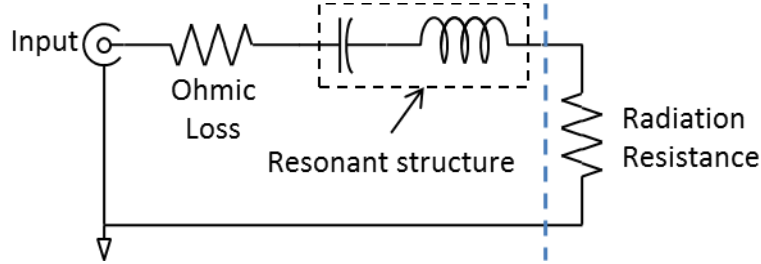 Input
Ohmic
Loss
Resonant structure
Radiation
Resistance